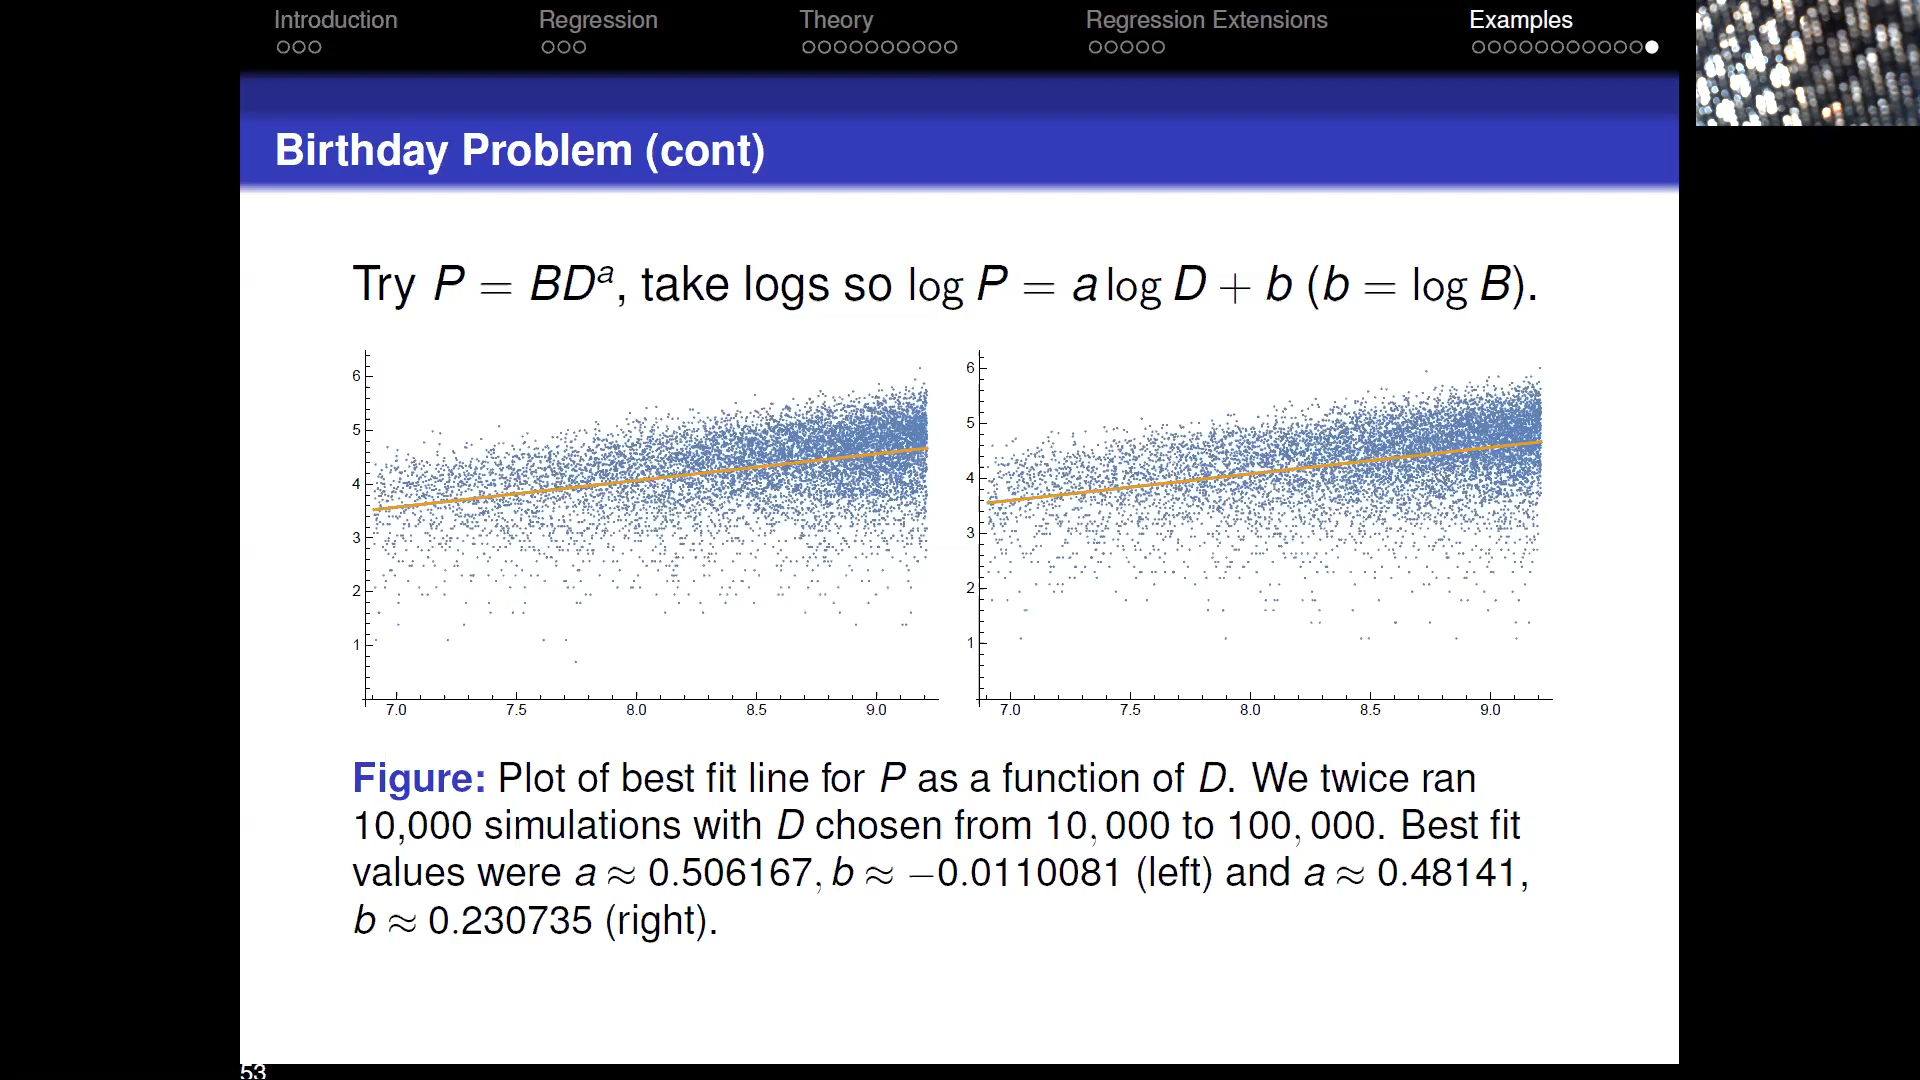 Introduction Regression Theory Regression Extensions Examples
Birthday Problem (cont)
Try P = BDᵃ, take logs so log P = a log D + b (b = log B).
6
5
4
3
2
1
7.0 7.5 8.0 8.5 9.0
6
5
4
3
2
1
7.0 7.5 8.0 8.5 9.0
Figure: Plot of best fit line for P as a function of D. We twice ran
10,000 simulations with D chosen from 10,000 to 100,000. Best fit
values were a ≈ 0.506167, b ≈ −0.0110081 (left) and a ≈ 0.48141,
b ≈ 0.230735 (right).
53